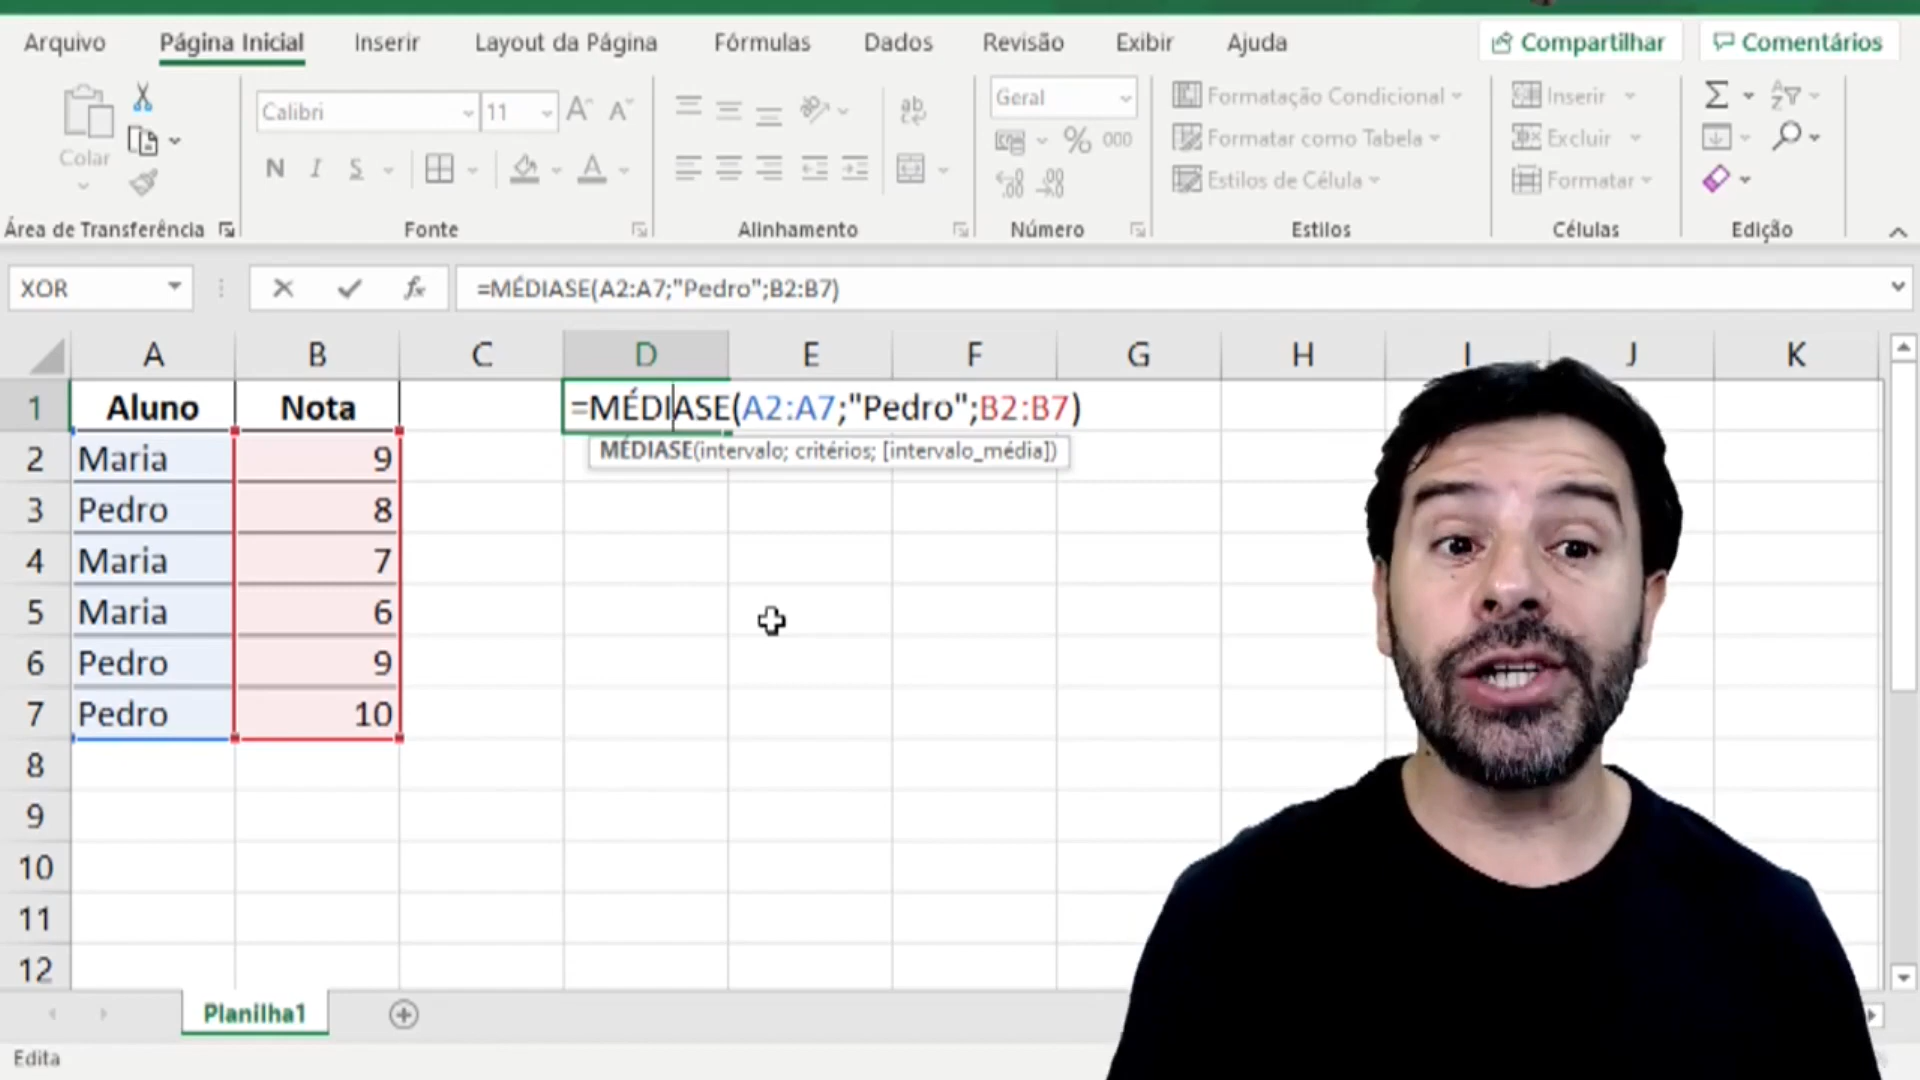 Arquivo Página Inicial Inserir Layout da Página Fórmulas Dados Revisão Exibir Ajuda Compartilhar Comentários
Colar
Calibri 11
N I S A
ab
Geral
% 000
Formatação Condicional
Formatar como Tabela
Estilos de Célula
Inserir
Excluir
Formatar
Área de Transferência Fonte Alinhamento Número Estilos Células Edição
XOR fx =MÉDIASE(A2:A7;"Pedro";B2:B7)
A B C D E F G H I J K
1 Aluno Nota =MÉDIASE(A2:A7;"Pedro";B2:B7)
MÉDIASE(intervalo; critérios; [intervalo_média])
2 Maria 9
3 Pedro 8
4 Maria 7
5 Maria 6
6 Pedro 9
7 Pedro 10
8
9
10
11
12
Planilha1
Edita